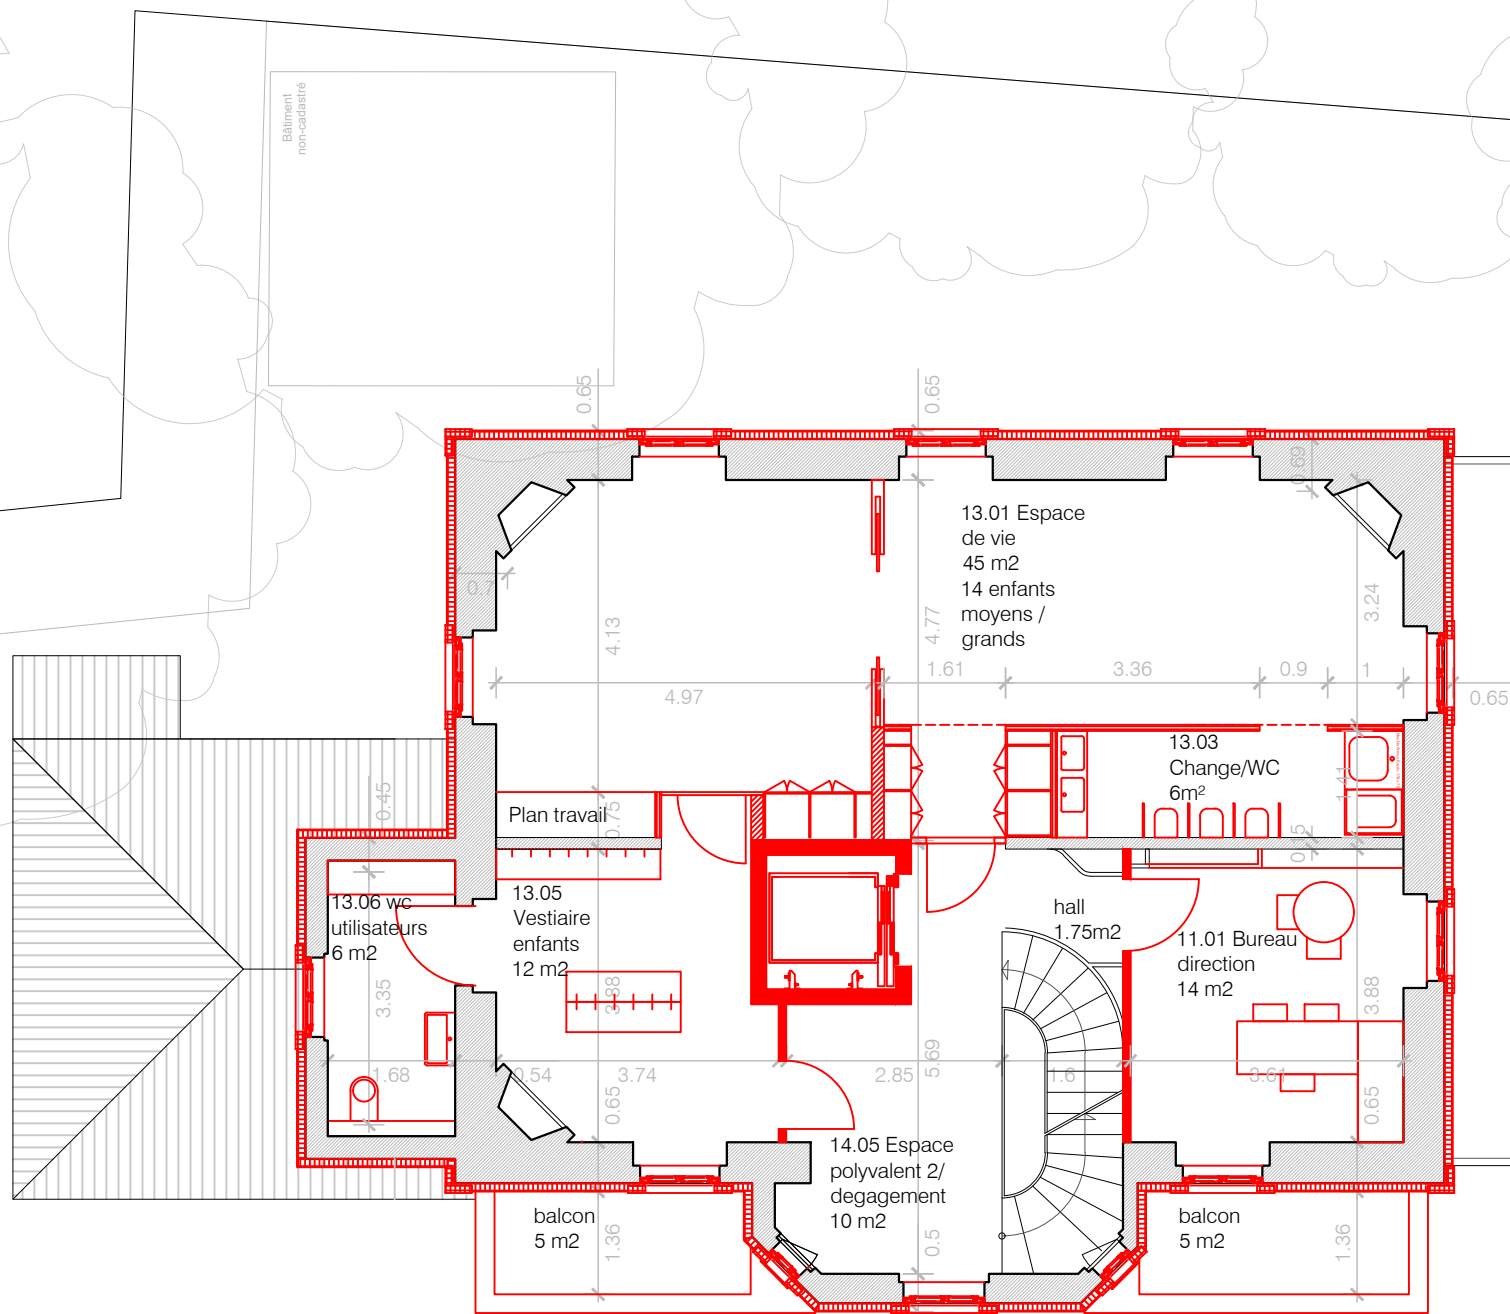 Bâtiment
non-cadastré
0.65
0.65
13.01 Espace
de vie
45 m2
14 enfants
moyens /
grands
0.69
0.7
4.13
4.77
3.24
4.97
1.61
3.36
0.9
1
0.65
13.03
Change/WC
6m²
1.41
Plan travail
0.75
0.45
0.15
13.06 wc
utilisateurs
6 m2
13.05
Vestiaire
enfants
12 m2
hall
1.75m2
11.01 Bureau
direction
14 m2
3.35
3.88
3.88
5.69
1.68
0.54
3.74
2.85
1.6
3.61
0.65
0.65
14.05 Espace
polyvalent 2/
degagement
10 m2
balcon
5 m2
1.36
0.5
balcon
5 m2
1.36